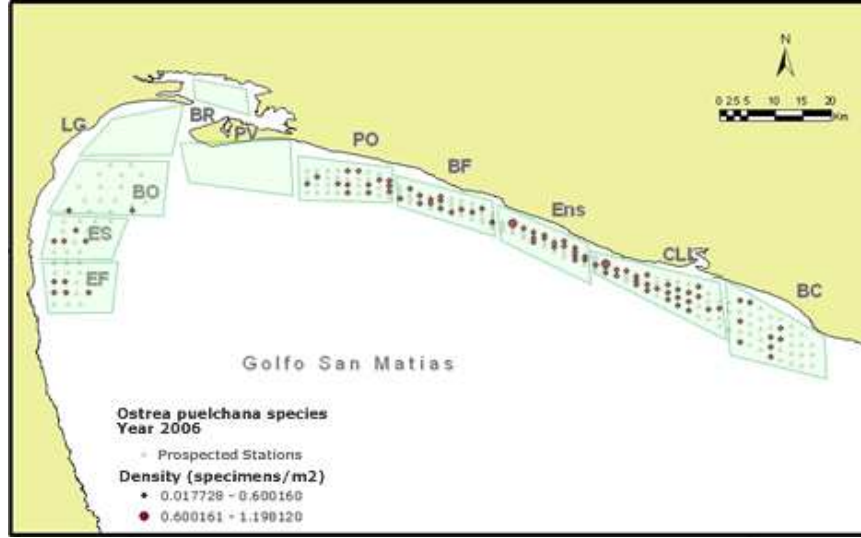 N
0 2.5 5 10 15 20
Km
LG
BR
PV
PO
BF
BO
Ens
ES
CLL
EF
BC
Golfo San Matias
Ostrea puelchana species
Year 2006
Prospected Stations
Density (specimens/m2)
0.017728 - 0.600160
0.600161 - 1.198120